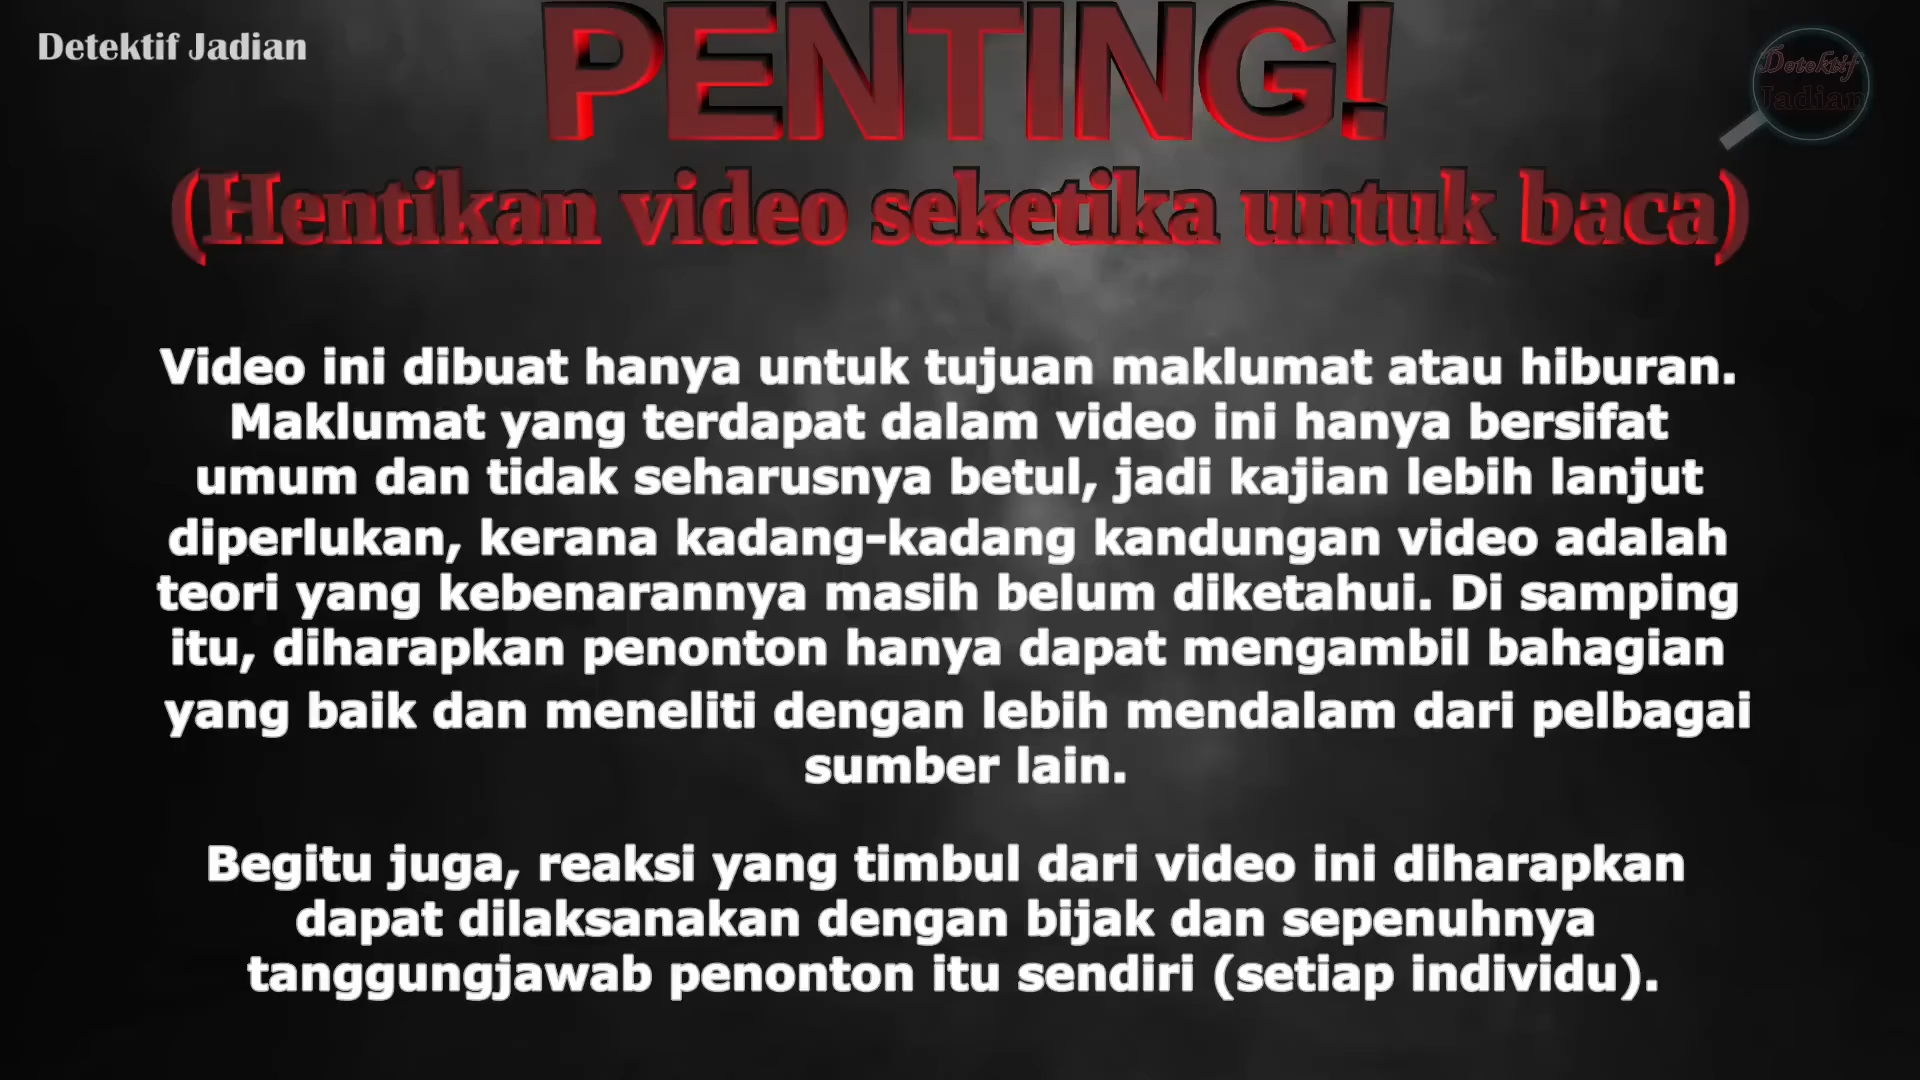 Detektif Jadian
PENTING!
Detektif
Jadian
(Hentikan video seketika untuk baca)
Video ini dibuat hanya untuk tujuan maklumat atau hiburan.
Maklumat yang terdapat dalam video ini hanya bersifat
umum dan tidak seharusnya betul, jadi kajian lebih lanjut
diperlukan, kerana kadang-kadang kandungan video adalah
teori yang kebenarannya masih belum diketahui. Di samping
itu, diharapkan penonton hanya dapat mengambil bahagian
yang baik dan meneliti dengan lebih mendalam dari pelbagai
sumber lain.
Begitu juga, reaksi yang timbul dari video ini diharapkan
dapat dilaksanakan dengan bijak dan sepenuhnya
tanggungjawab penonton itu sendiri (setiap individu).